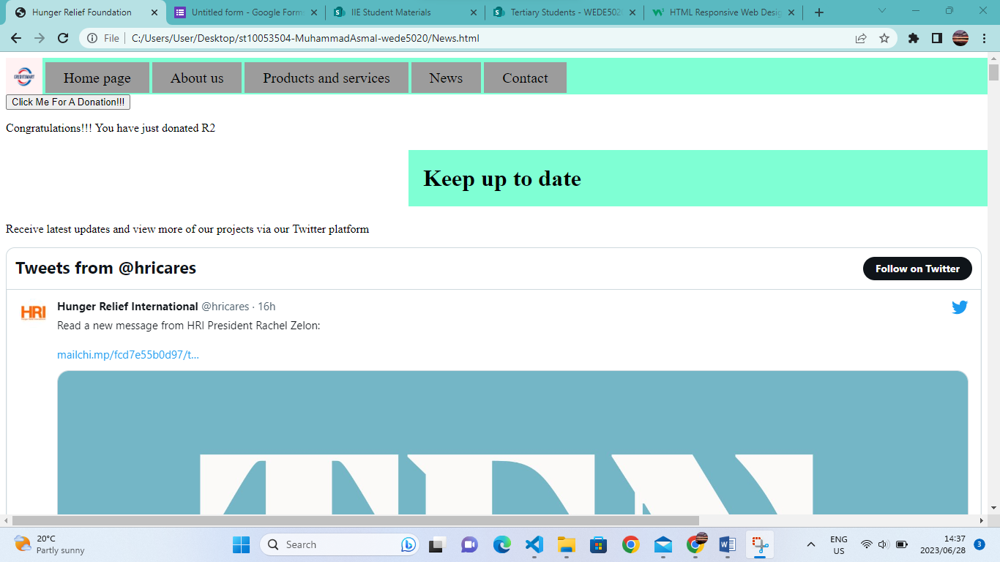 Hunger Relief Foundation
Untitled form - Google Form
IIE Student Materials
Tertiary Students - WEDE502
HTML Responsive Web Desig
File
C:/Users/User/Desktop/st10053504-MuhammadAsmal-wede5020/News.html
CREDITSMART
Home page
About us
Products and services
News
Contact
Click Me For A Donation!!!
Congratulations!!! You have just donated R2
Keep up to date
Receive latest updates and view more of our projects via our Twitter platform
Tweets from @hricares
Follow on Twitter
HRI
Hunger Relief International @hricares · 16h
Read a new message from HRI President Rachel Zelon:
mailchi.mp/fcd7e55b0d97/t…
TEN
20°C
Partly sunny
Search
ENG
US
14:37
2023/06/28
3